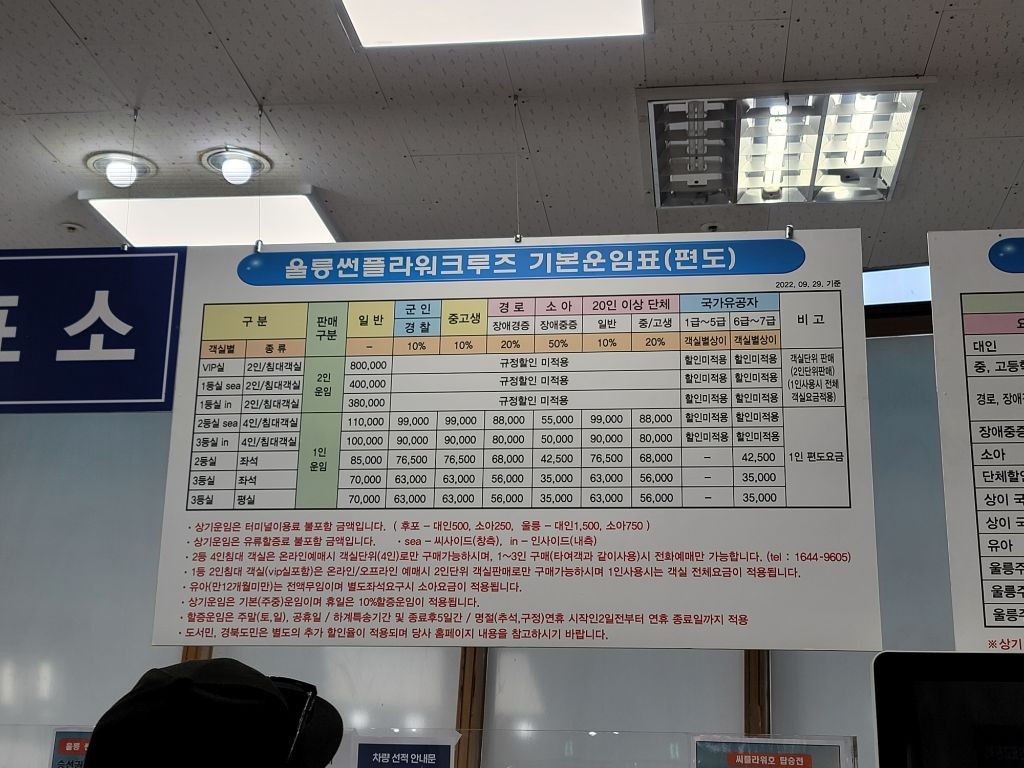 표 소
울릉썬플라워크루즈 기본운임표(편도)
2022. 09. 29. 기준
구 분 판매구분 일 반 군 인 경찰 중고생 경 로 장애경증 소 아 장애중증 20인 이상 단체 국가유공자 비 고
일반 중/고생 1급~5급 6급~7급
객실별 종 류 – 10% 10% 20% 50% 10% 20% 객실별상이 객실별상이
VIP실 2인/침대객실 2인 운임 800,000 규정할인 미적용 할인미적용 할인미적용 객실단위 판매
1등실 sea 2인/침대객실 400,000 규정할인 미적용 할인미적용 할인미적용 (2인단위판매) (1인사용시 전체
1등실 in 2인/침대객실 380,000 규정할인 미적용 할인미적용 할인미적용 객실요금적용)
2등실 sea 4인/침대객실 1인 운임 110,000 99,000 99,000 88,000 55,000 99,000 88,000 할인미적용 할인미적용 1인 편도요금
3등실 in 4인/침대객실 100,000 90,000 90,000 80,000 50,000 90,000 80,000 할인미적용 할인미적용
2등실 좌석 85,000 76,500 76,500 68,000 42,500 76,500 68,000 – 42,500
3등실 좌석 70,000 63,000 63,000 56,000 35,000 63,000 56,000 – 35,000
3등실 평실 70,000 63,000 63,000 56,000 35,000 63,000 56,000 – 35,000
• 상기운임은 터미널이용료 불포함 금액입니다. ( 후포 – 대인500, 소아250, 울릉 – 대인1,500, 소아750 )
• 상기운임은 유류할증료 불포함 금액입니다. • sea – 씨사이드(창측), in – 인사이드(내측)
• 2등 4인침대 객실은 온라인예매시 객실단위(4인)로만 구매가능하시며, 1~3인 구매(타여객과 같이사용)시 전화예매만 가능합니다. (tel : 1644-9605)
• 1등 2인침대 객실(vip실포함)은 온라인/오프라인 예매시 2인단위 객실판매로만 구매가능하시며 1인사용시는 객실 전체요금이 적용됩니다.
• 유아(만12개월미만)는 전액무임이며 별도좌석요구시 소아요금이 적용됩니다.
• 상기운임은 기본(주중)운임이며 휴일은 10%할증운임이 적용됩니다.
• 할증운임은 주말(토,일), 공휴일 / 하계특송기간 및 종료후5일간 / 명절(추석,구정)연휴 시작인2일전부터 연휴 종료일까지 적용
• 도서민, 경북도민은 별도의 추가 할인율이 적용되며 당사 홈페이지 내용을 참고하시기 바랍니다.
대인
중, 고등학
경로, 장애경
장애중증
소아
단체할
상이 국
상이 국
유아
울릉주
울릉주
울릉주
※상기
울릉 썬
승선권
차량 선적 안내문
씨플라워호 탑승전